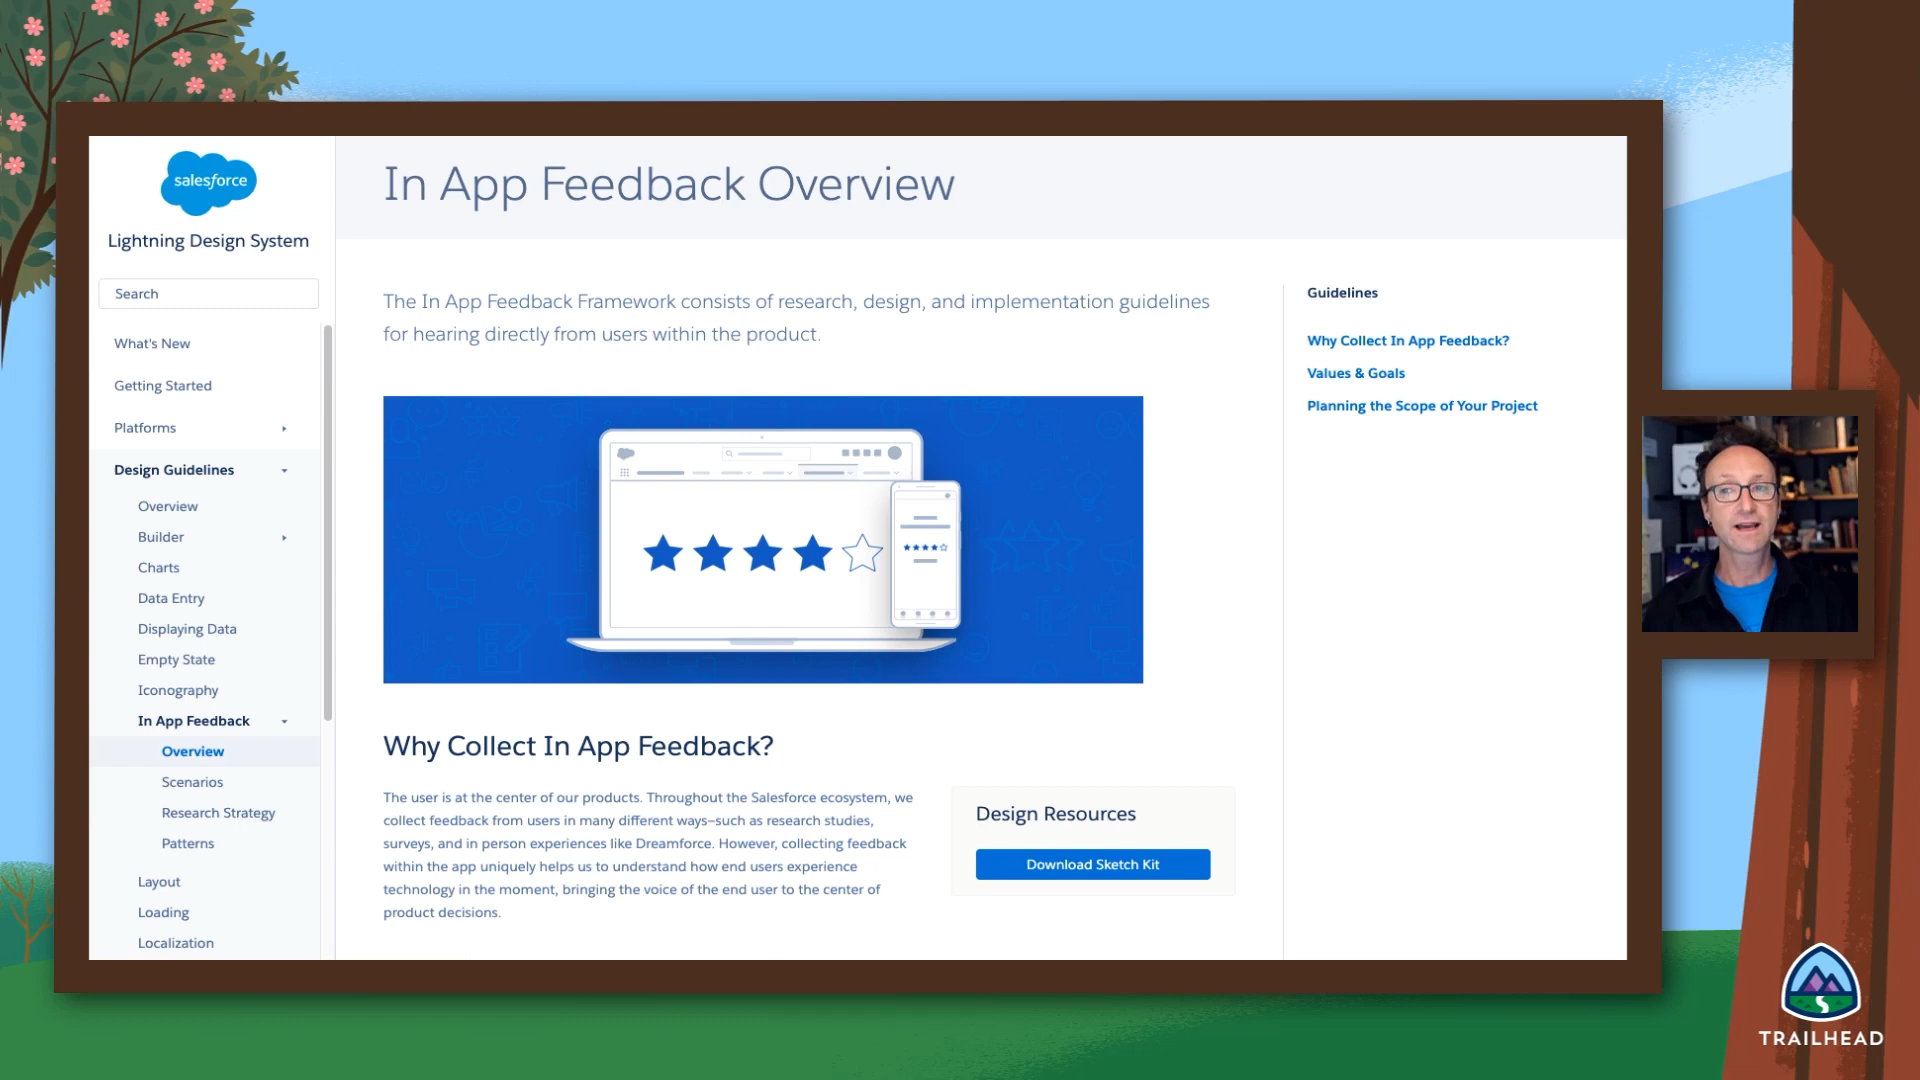 salesforce
Lightning Design System
Search
What's New
Getting Started
Platforms
Design Guidelines
Overview
Builder
Charts
Data Entry
Displaying Data
Empty State
Iconography
In App Feedback
Overview
Scenarios
Research Strategy
Patterns
Layout
Loading
Localization
In App Feedback Overview
The In App Feedback Framework consists of research, design, and implementation guidelines
for hearing directly from users within the product.
Why Collect In App Feedback?
The user is at the center of our products. Throughout the Salesforce ecosystem, we
collect feedback from users in many different ways–such as research studies,
surveys, and in person experiences like Dreamforce. However, collecting feedback
within the app uniquely helps us to understand how end users experience
technology in the moment, bringing the voice of the end user to the center of
product decisions.
Design Resources
Download Sketch Kit
Guidelines
Why Collect In App Feedback?
Values & Goals
Planning the Scope of Your Project
TRAILHEAD